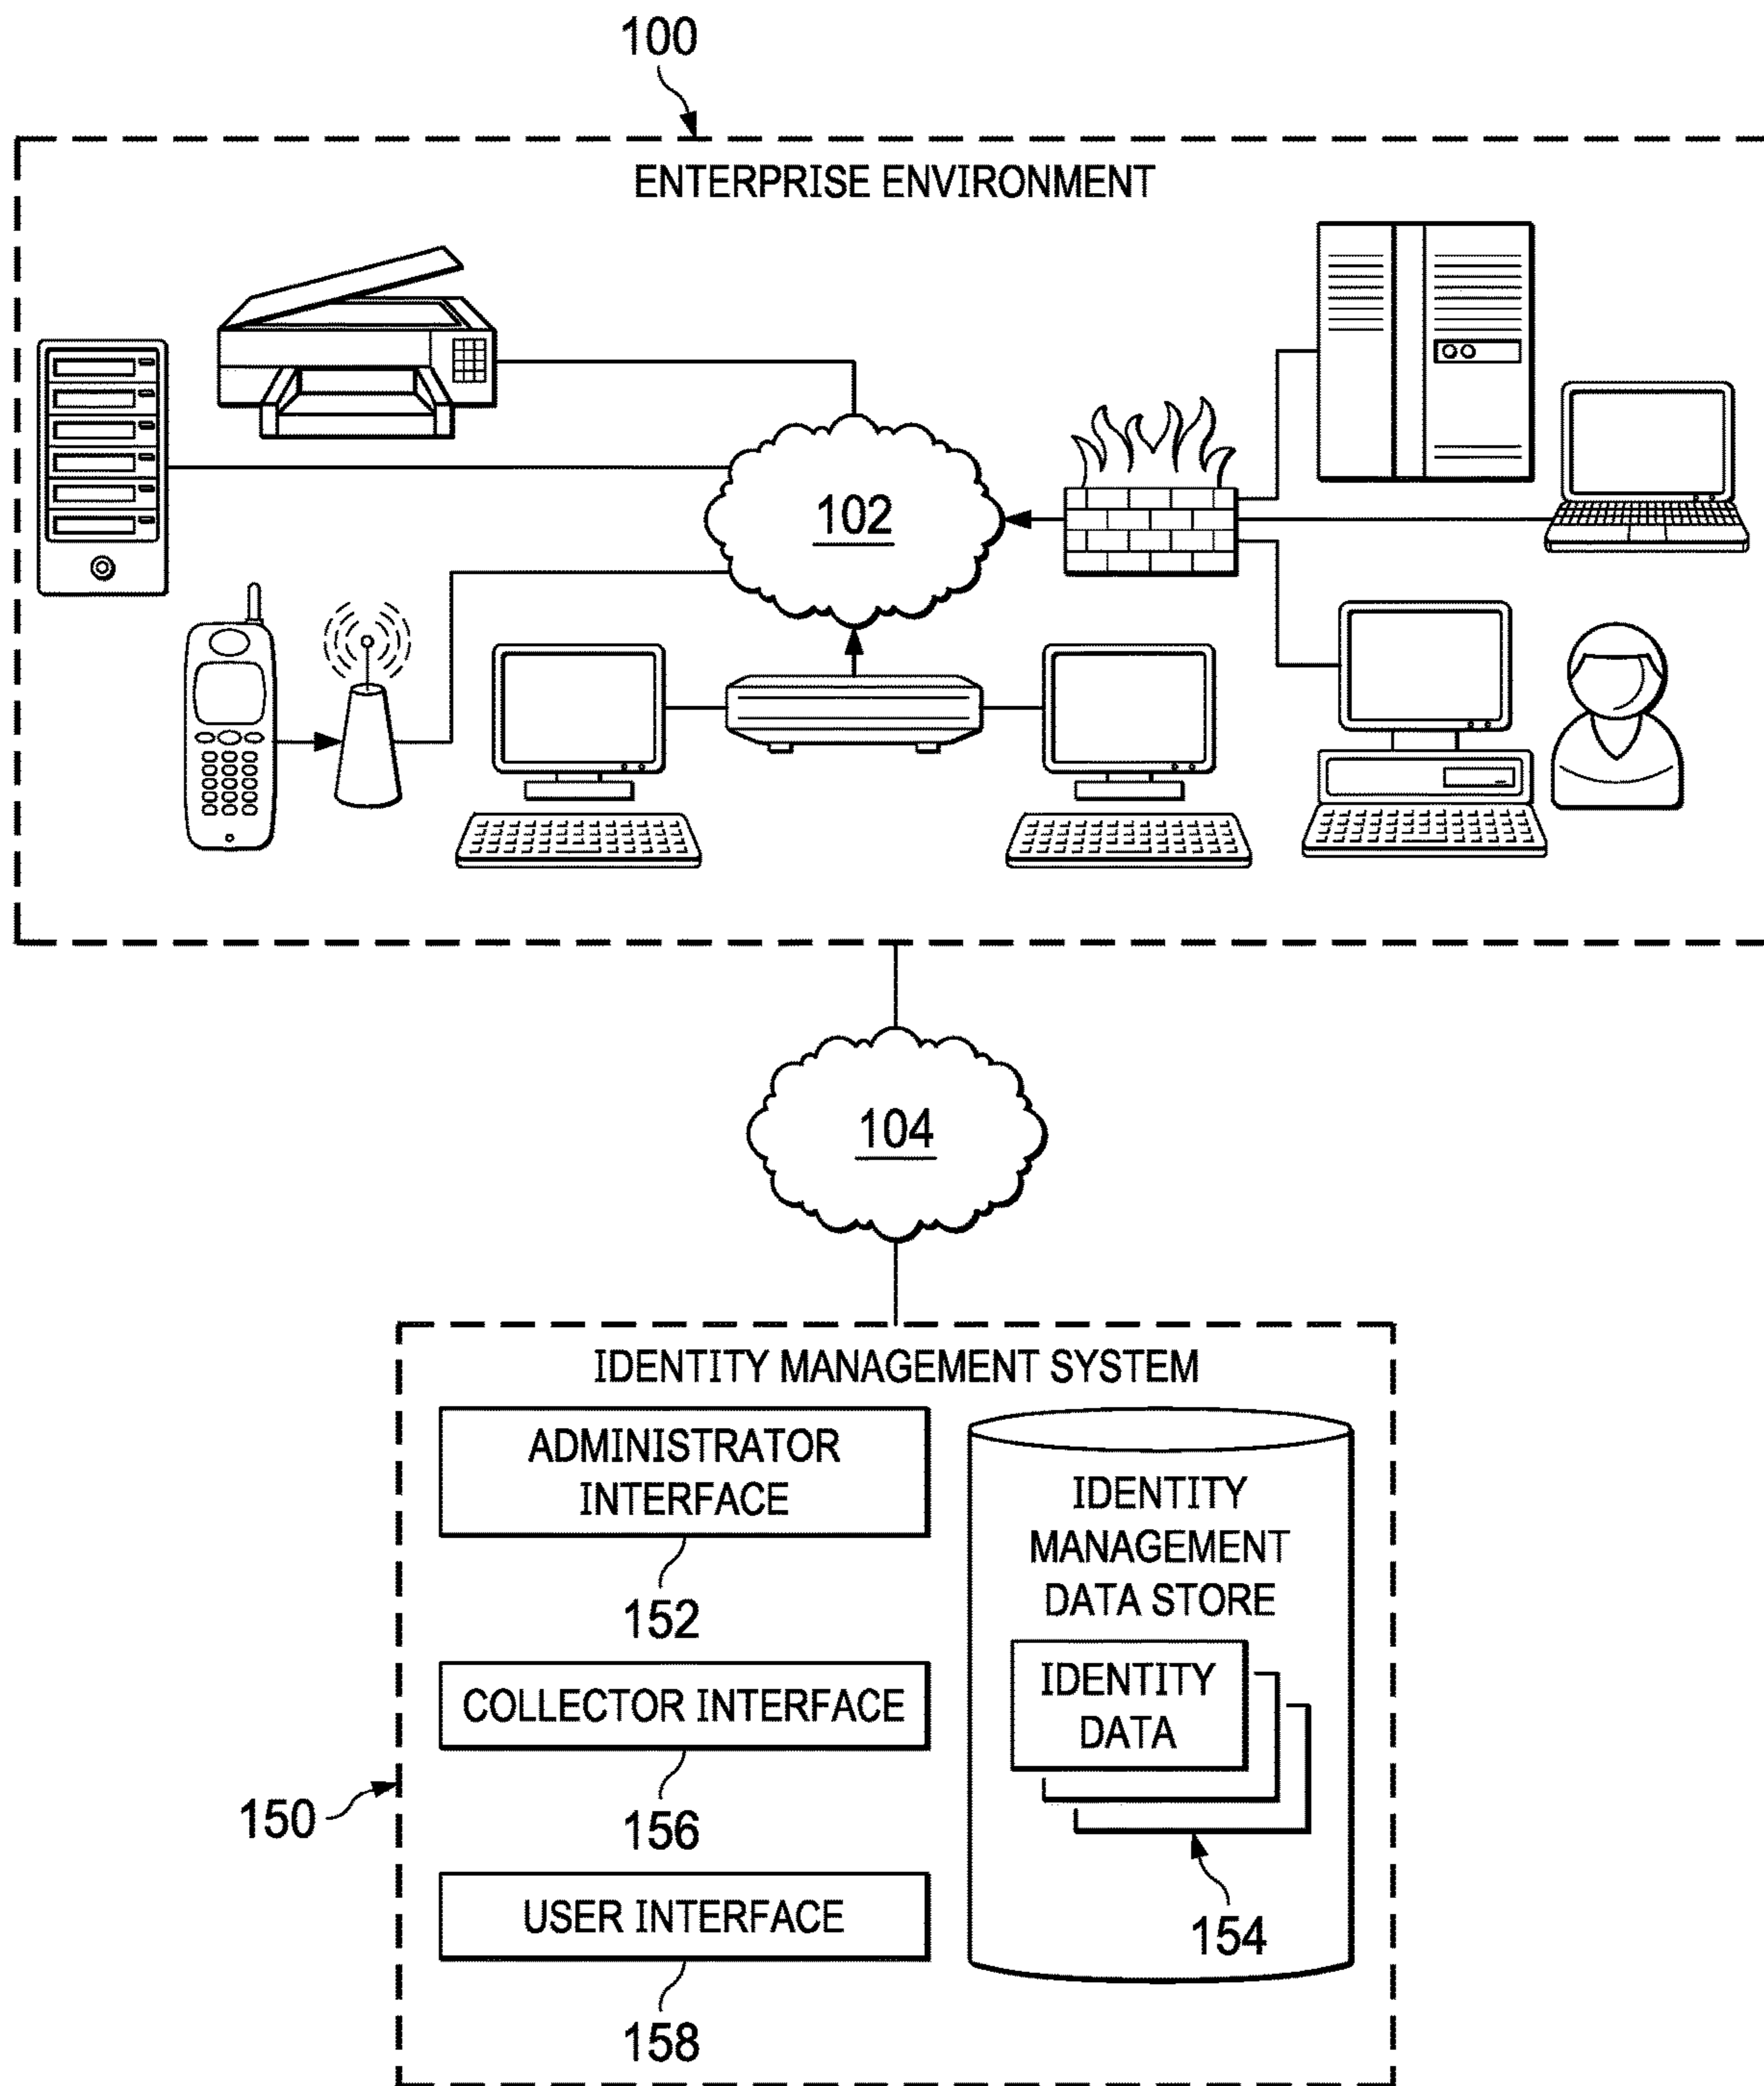 100
ENTERPRISE ENVIRONMENT
102
104
IDENTITY MANAGEMENT SYSTEM
ADMINISTRATOR
INTERFACE
152
COLLECTOR INTERFACE
156
USER INTERFACE
158
IDENTITY
MANAGEMENT
DATA STORE
IDENTITY
DATA
154
150